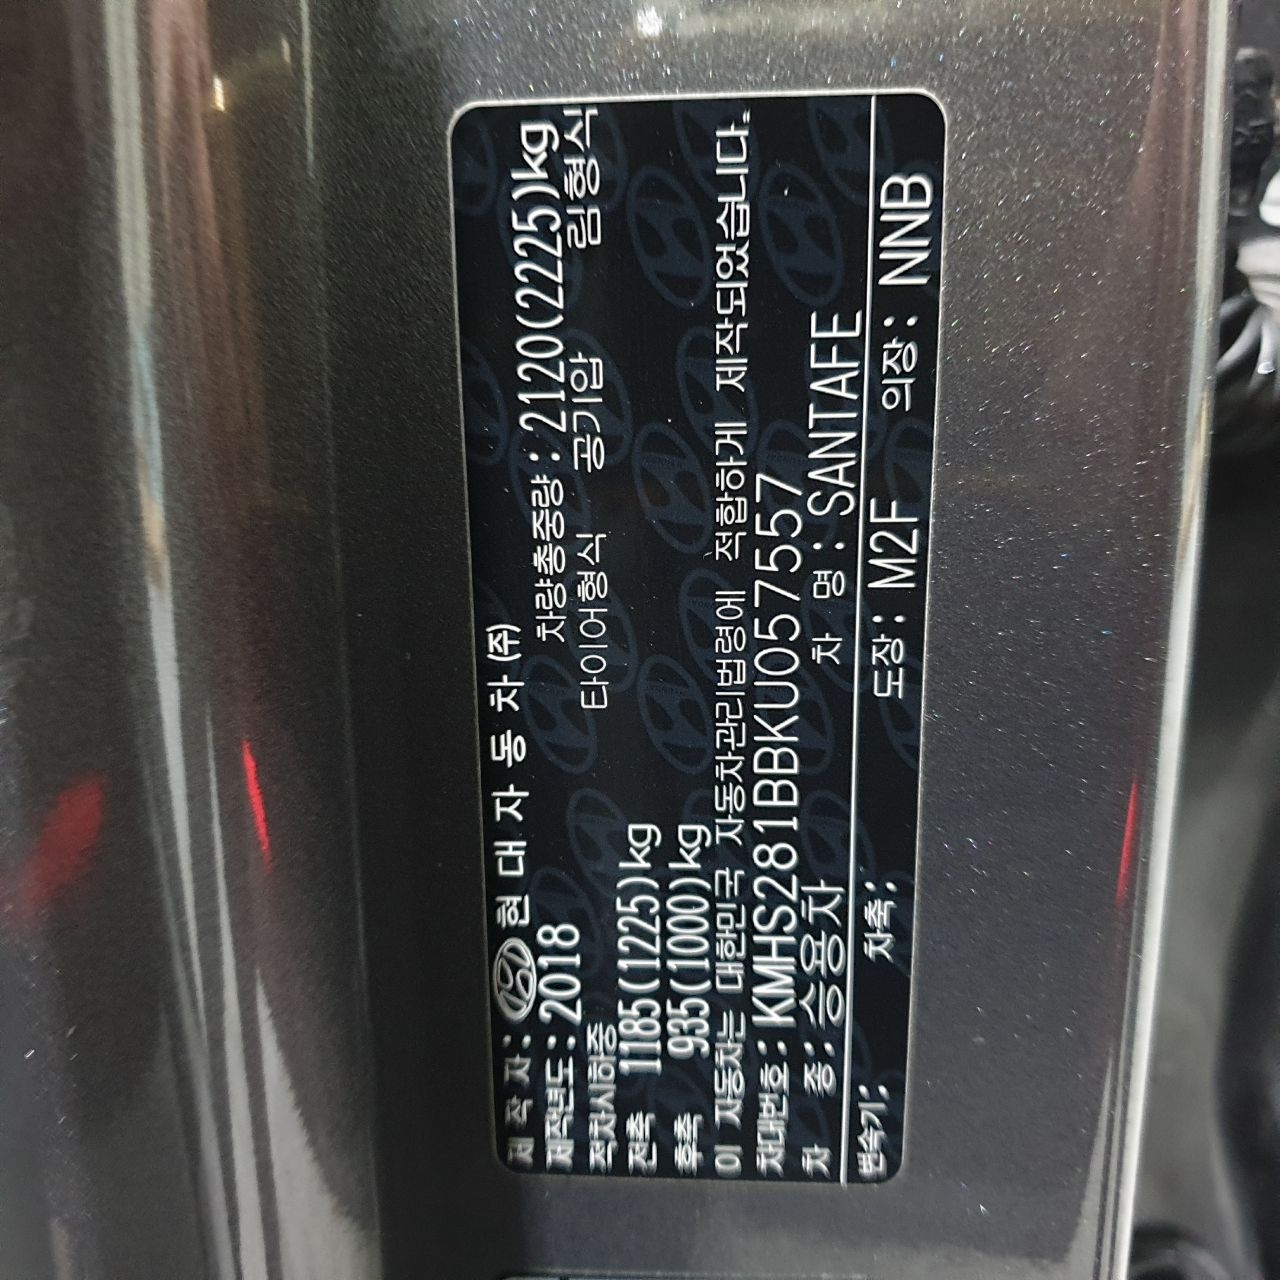 제 작 자 : 현 대 자 동 차 (주)
제작년도 : 2018 차량총중량 : 2120(2225)kg
적차시하중 타이어형식 공기압 림형식
전축 1185(1225)kg
후축 935(1000)kg
이 자동차는 대한민국 자동차관리법령에 적합하게 제작되었습니다.
차대번호 : KMHS281BBKU057557
차 종 : 승용차 차 명 : SANTAFE
변속기 : 차축 : 도장 : M2F 의장 : NNB